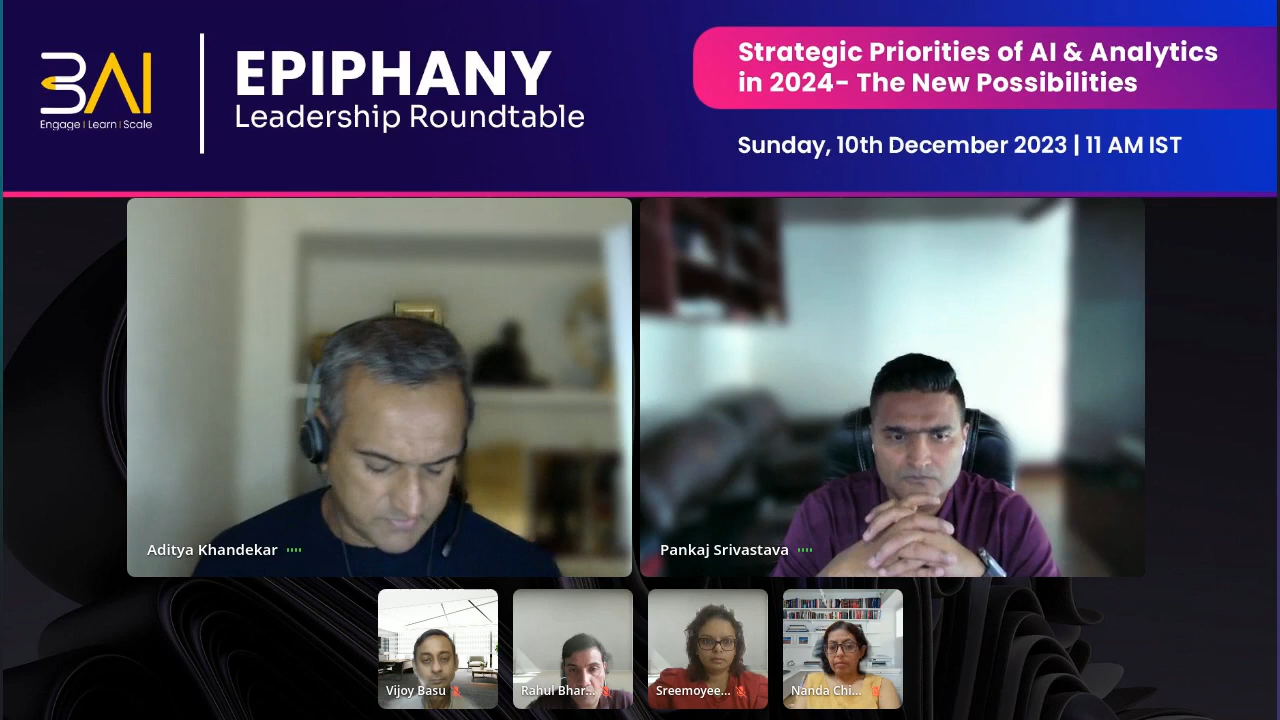 3AI
Engage | Learn | Scale
EPIPHANY
Leadership Roundtable
Strategic Priorities of AI & Analytics
in 2024- The New Possibilities
Sunday, 10th December 2023 | 11 AM IST
Aditya Khandekar
Pankaj Srivastava
Vijoy Basu
Rahul Bhar...
Sreemoyee...
Nanda Chi...